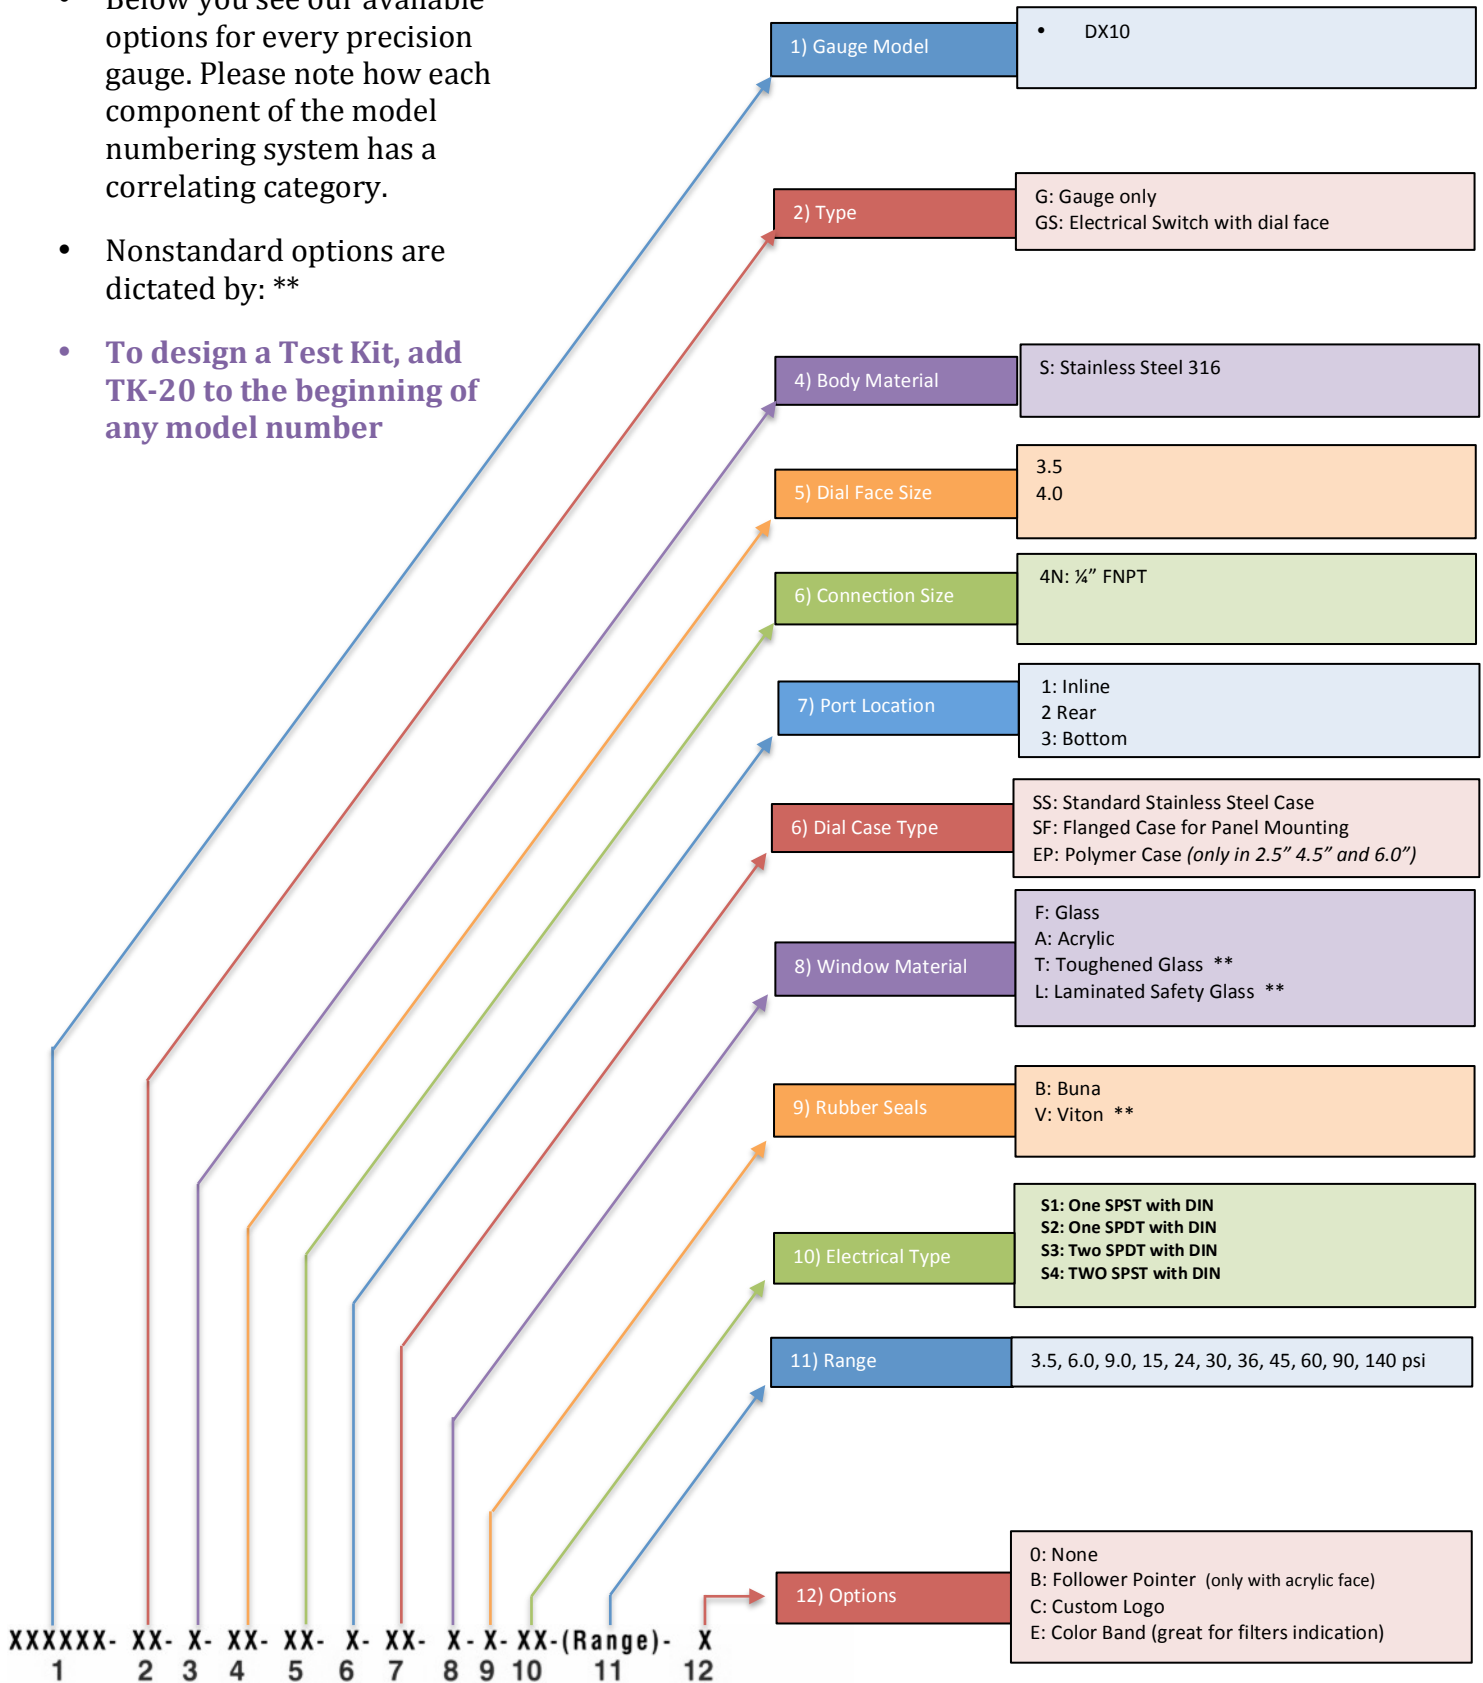 • Below you see our available
options for every precision
gauge. Please note how each
component of the model
numbering system has a
correlating category.
• Nonstandard options are
dictated by: **
• To design a Test Kit, add
TK-20 to the beginning of
any model number
1) Gauge Model
• DX10
2) Type
G: Gauge only
GS: Electrical Switch with dial face
4) Body Material
S: Stainless Steel 316
5) Dial Face Size
3.5
4.0
6) Connection Size
4N: ¼” FNPT
7) Port Location
1: Inline
2 Rear
3: Bottom
6) Dial Case Type
SS: Standard Stainless Steel Case
SF: Flanged Case for Panel Mounting
EP: Polymer Case (only in 2.5” 4.5” and 6.0”)
8) Window Material
F: Glass
A: Acrylic
T: Toughened Glass **
L: Laminated Safety Glass **
9) Rubber Seals
B: Buna
V: Viton **
10) Electrical Type
S1: One SPST with DIN
S2: One SPDT with DIN
S3: Two SPDT with DIN
S4: TWO SPST with DIN
11) Range
3.5, 6.0, 9.0, 15, 24, 30, 36, 45, 60, 90, 140 psi
12) Options
0: None
B: Follower Pointer (only with acrylic face)
C: Custom Logo
E: Color Band (great for filters indication)
XXXXXX- XX- X- XX- XX- X- XX- X- X- XX-(Range)- X
1 2 3 4 5 6 7 8 9 10 11 12